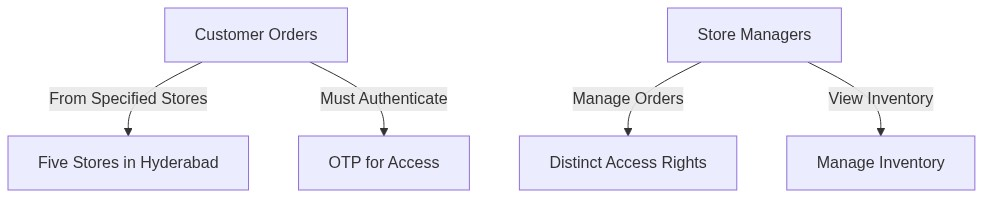 Customer Orders
Store Managers
From Specified Stores
Must Authenticate
Manage Orders
View Inventory
Five Stores in Hyderabad
OTP for Access
Distinct Access Rights
Manage Inventory